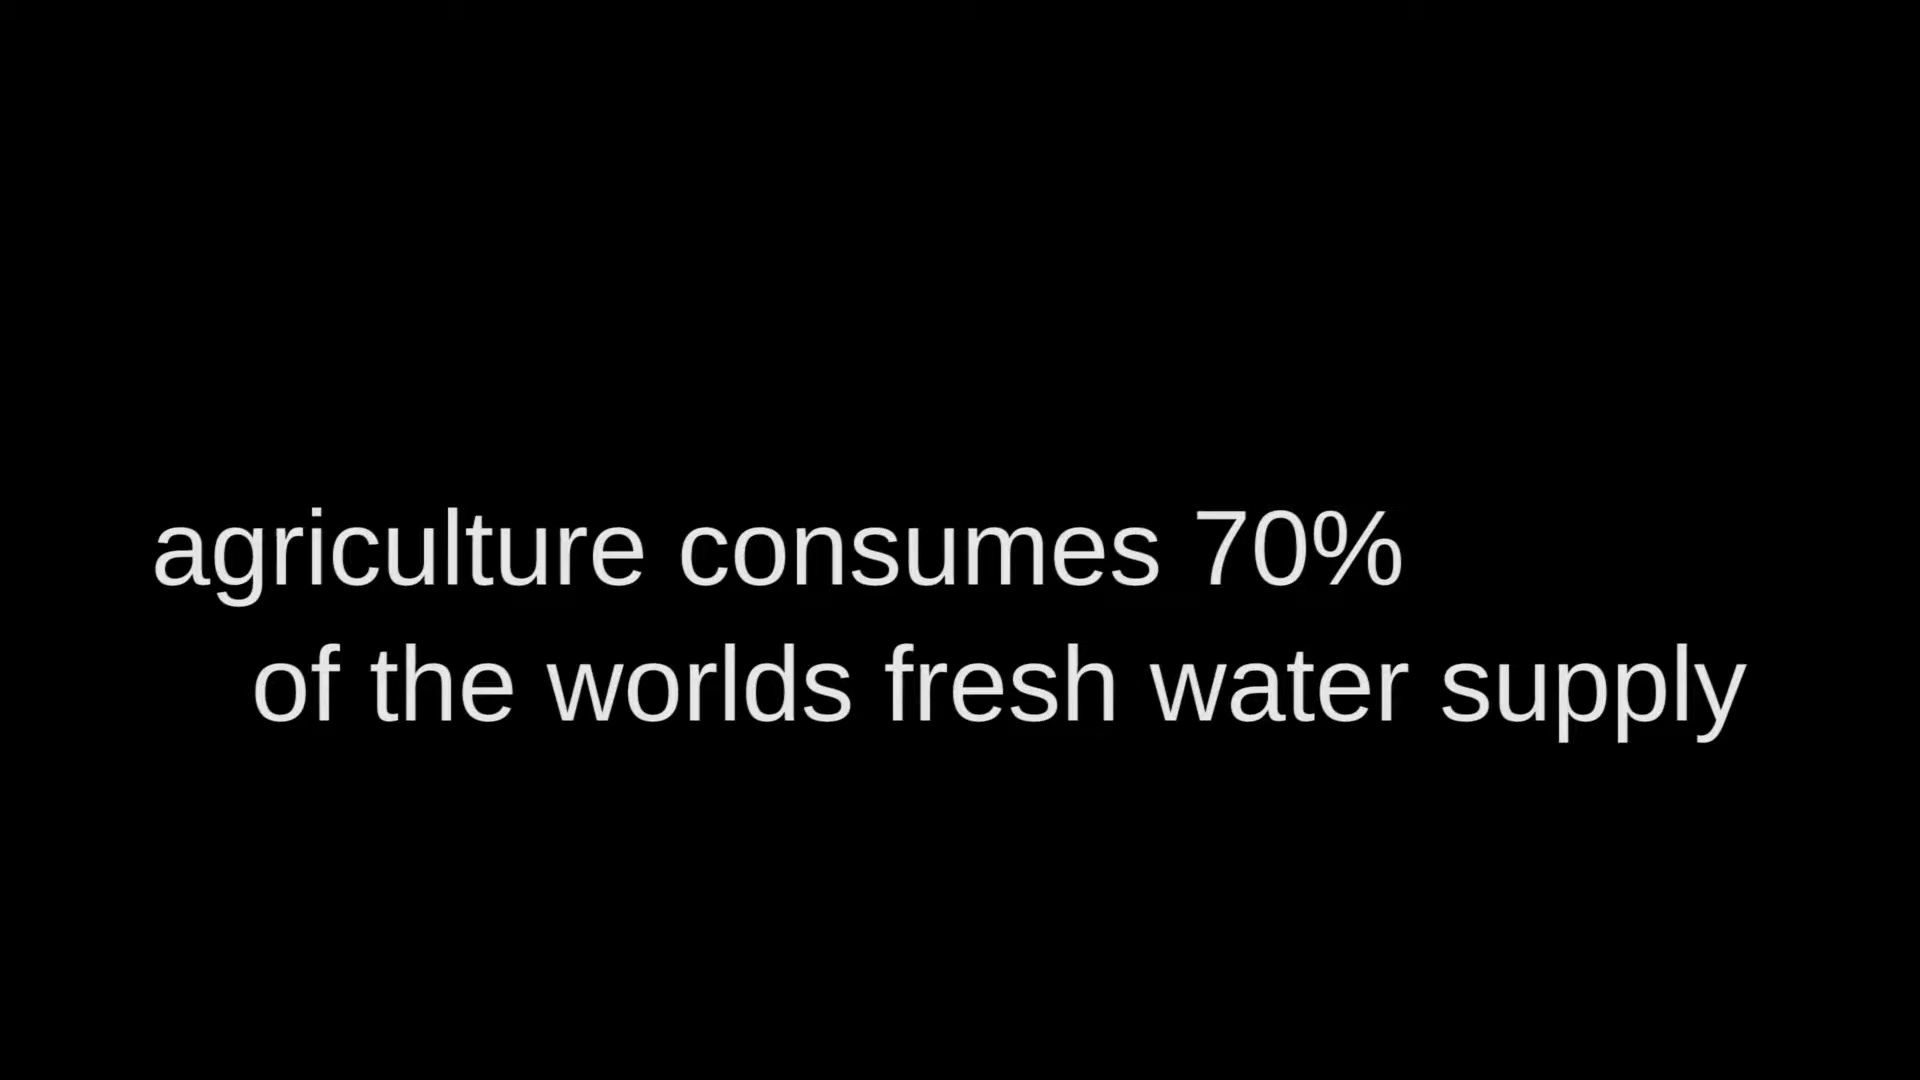 agriculture consumes 70%
of the worlds fresh water supply